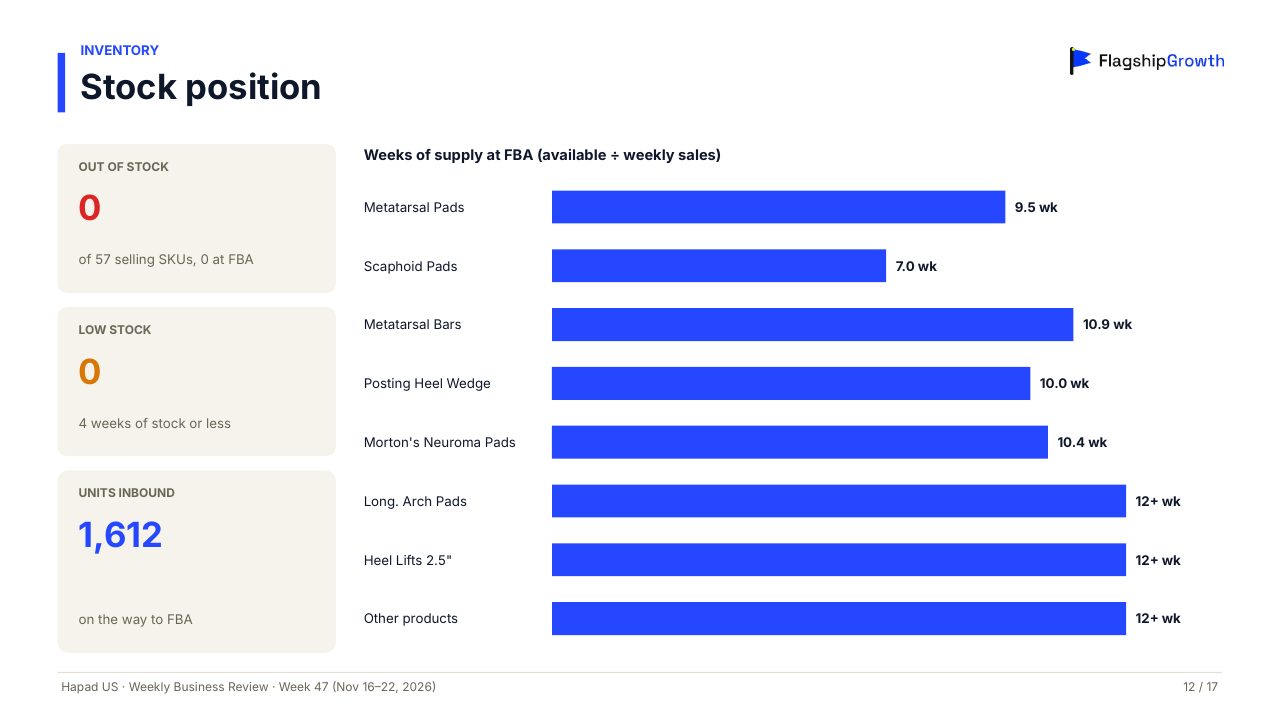 INVENTORY
Stock position
FlagshipGrowth
OUT OF STOCK
0
of 57 selling SKUs, 0 at FBA
LOW STOCK
0
4 weeks of stock or less
UNITS INBOUND
1,612
on the way to FBA
Weeks of supply at FBA (available ÷ weekly sales)
Metatarsal Pads 9.5 wk
Scaphoid Pads 7.0 wk
Metatarsal Bars 10.9 wk
Posting Heel Wedge 10.0 wk
Morton's Neuroma Pads 10.4 wk
Long. Arch Pads 12+ wk
Heel Lifts 2.5" 12+ wk
Other products 12+ wk
Hapad US · Weekly Business Review · Week 47 (Nov 16–22, 2026) 12 / 17